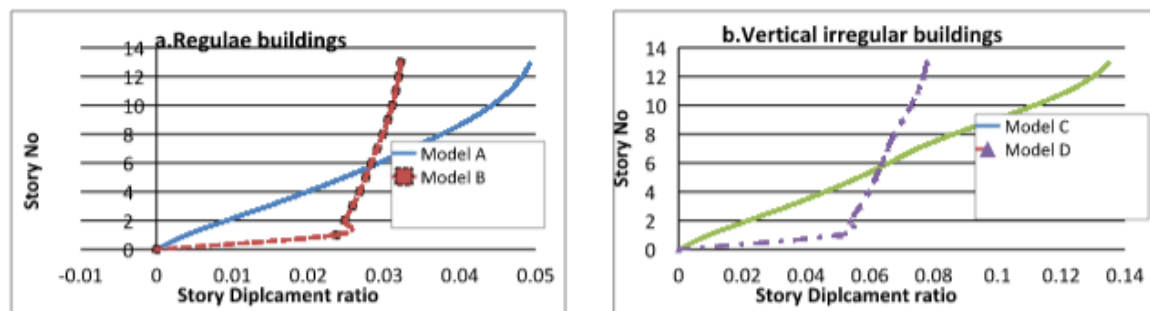 a.Regulae buildings
14
12
10
8
6
4
2
0
Story No
Model A
Model B
-0.01 0 0.01 0.02 0.03 0.04 0.05
Story Diplcament ratio
b.Vertical irregular buildings
14
12
10
8
6
4
2
0
Story No
Model C
Model D
0 0.02 0.04 0.06 0.08 0.1 0.12 0.14
Story Diplcament ratio